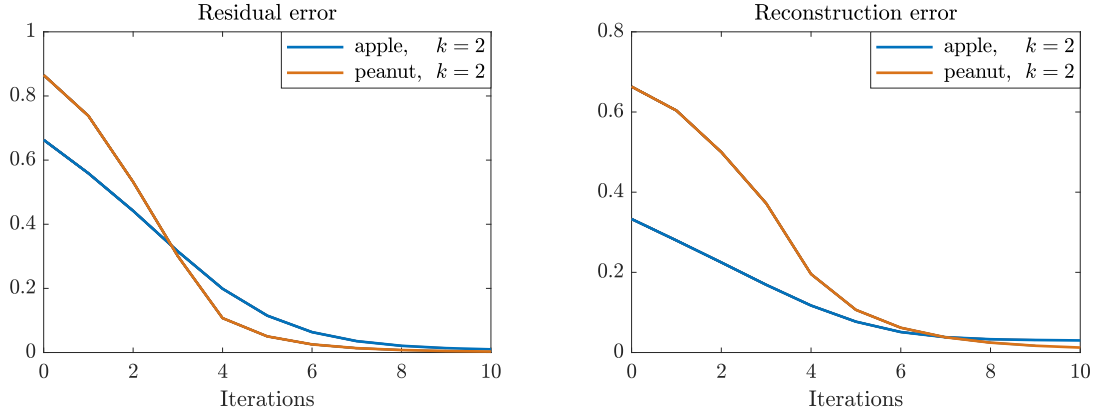 Residual error
1
0.8
0.6
0.4
0.2
0
0 2 4 6 8 10
Iterations
apple, k = 2
peanut, k = 2
Reconstruction error
0.8
0.6
0.4
0.2
0
0 2 4 6 8 10
Iterations
apple, k = 2
peanut, k = 2